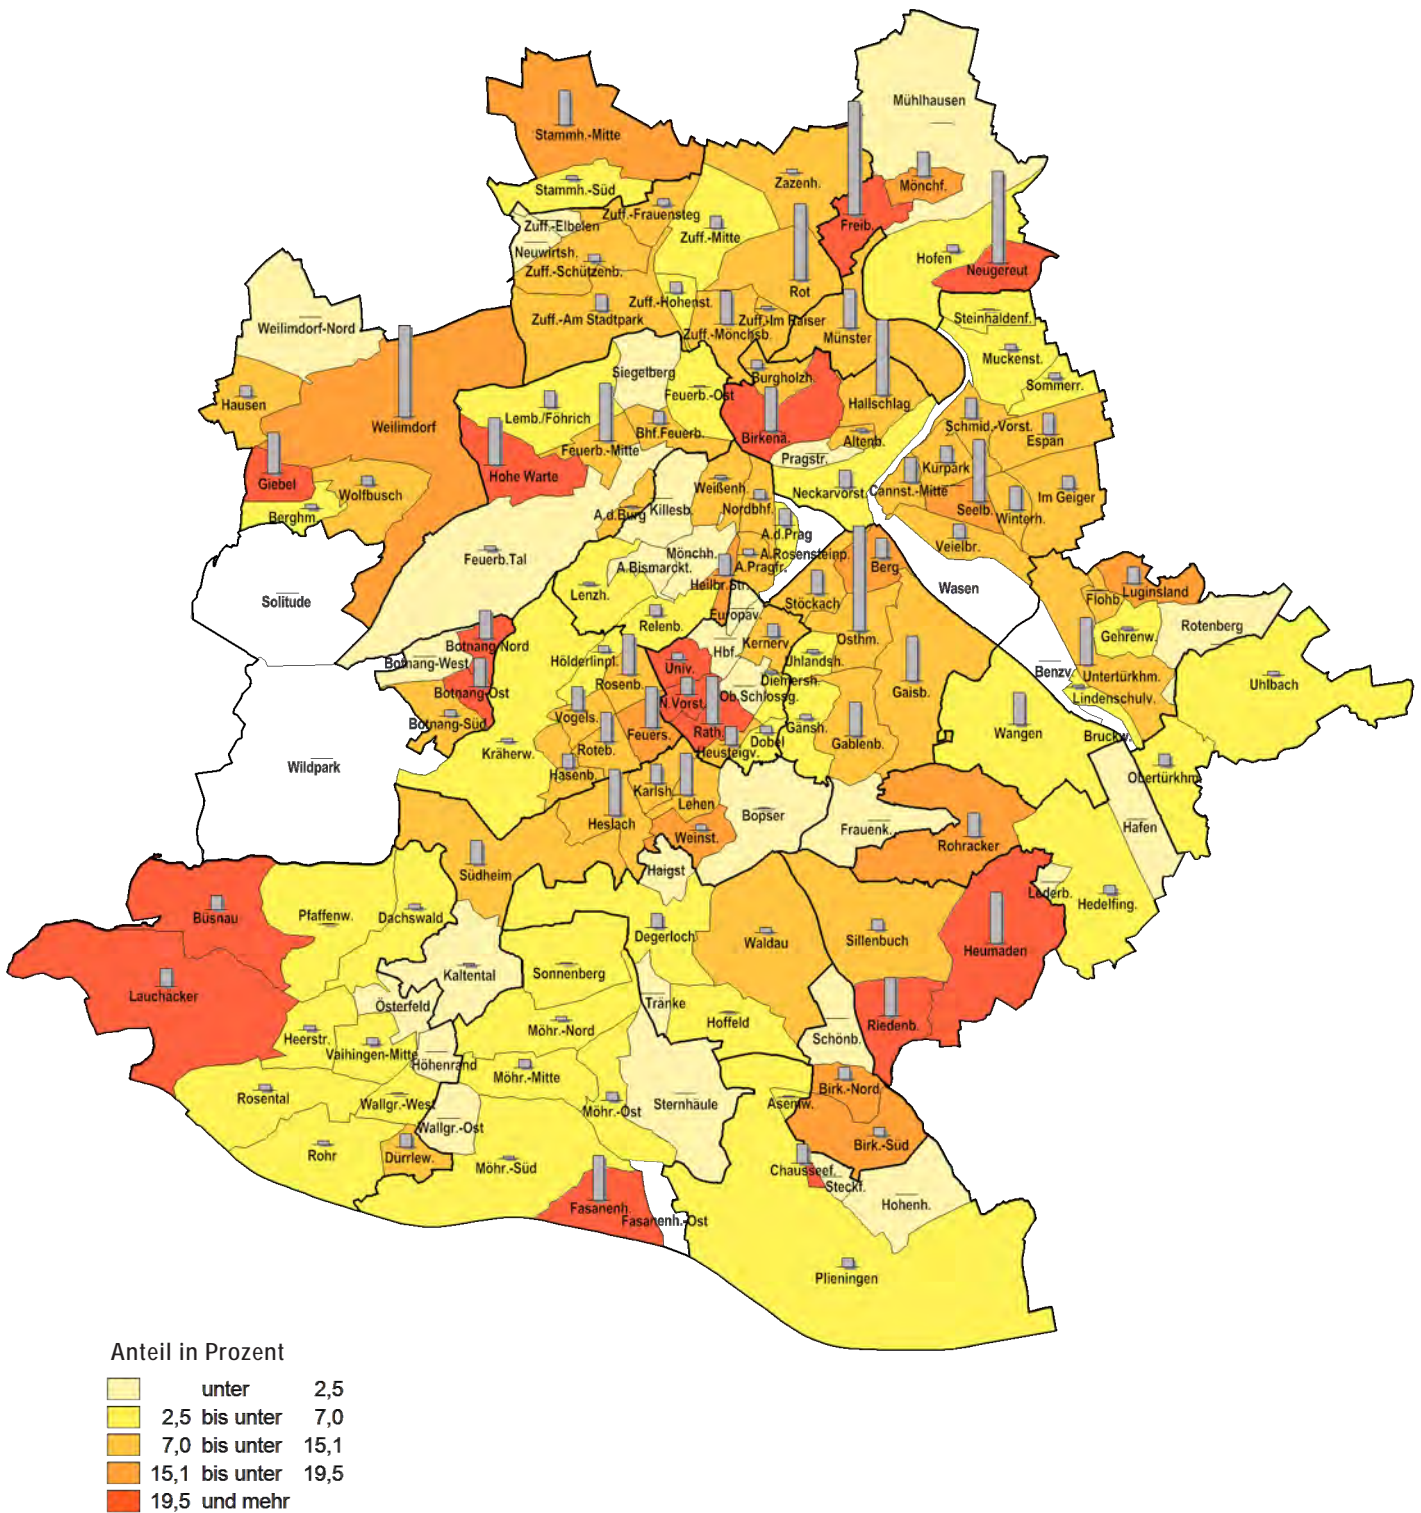 Mühlhausen
Stammh.-Mitte
Zazenh.
Mönchf.
Stammh.-Süd
Zuff.-Frauensteg
Zuff.-Elbelen
Freib.
Zuff.-Mitte
Neuwirtsh.
Hofen
Zuff.-Schützenb.
Neugereut
Rot
Zuff.-Hohenst.
Zuff.-Am Stadtpark
Zuff.-Im Raiser
Steinhaldenf.
Weilimdorf-Nord
Zuff.-Mönchsb.
Münster
Muckenst.
Siegelberg
Burgholzh.
Sommerr.
Feuerb.-Ost
Hausen
Hallschlag
Lemb./Föhrich
Weilimdorf
Schmid.-Vorst.
Bhf.Feuerb.
Birkenä.
Altenb.
Espan
Feuerb.-Mitte
Pragstr.
Kurpark
Hohe Warte
Giebel
Weißenh.
Neckarvorst.
Cannst.-Mitte
Wolfbusch
Im Geiger
Nordbhf.
Killesb.
Seelb.
Winterh.
A.d.Burg
Berghm.
A.d.Prag
Veielbr.
Mönchh.
A.Rosensteinp.
Feuerb.Tal
A.Bismarckt.
A.Pragfr.
Berg
Heilbr.Str.
Wasen
Luginsland
Lenzh.
Flohb.
Solitude
Stöckach
Europav.
Relenb.
Rotenberg
Gehrenw.
Osthm.
Kernerv.
Botnang-Nord
Hbf.
Hölderlinpl.
Uhlandsh.
Botnang-West
Univ.
Benzv.
Untertürkhm.
Diemersh.
Rosenb.
Uhlbach
Botnang-Ost
Gaisb.
Ob.Schlossg.
Lindenschulv.
N.Vorst.
Vogels.
Botnang-Süd
Gänsh.
Rath.
Wangen
Feuers.
Bruckw.
Dobel
Gablenb.
Roteb.
Kräherw.
Heusteigv.
Wildpark
Hasenb.
Obertürkhm.
Karlsh.
Lehen
Bopser
Heslach
Hafen
Frauenk.
Weinst.
Rohracker
Haigst
Südheim
Lederb.
Hedelfing.
Pfaffenw.
Dachswald
Büsnau
Degerloch
Waldau
Sillenbuch
Heumaden
Kaltental
Sonnenberg
Lauchäcker
Tränke
Österfeld
Hoffeld
Riedenb.
Möhr.-Nord
Heerstr.
Schönb.
Vaihingen-Mitte
Höhenrand
Möhr.-Mitte
Birk.-Nord
Rosental
Wallgr.-West
Asemw.
Sternhäule
Möhr.-Ost
Wallgr.-Ost
Birk.-Süd
Rohr
Dürrlew.
Möhr.-Süd
Chausseef.
Steckf.
Hohenh.
Fasanenh.
Fasanenh.-Ost
Plieningen
Anteil in Prozent
unter 2,5
2,5 bis unter 7,0
7,0 bis unter 15,1
15,1 bis unter 19,5
19,5 und mehr